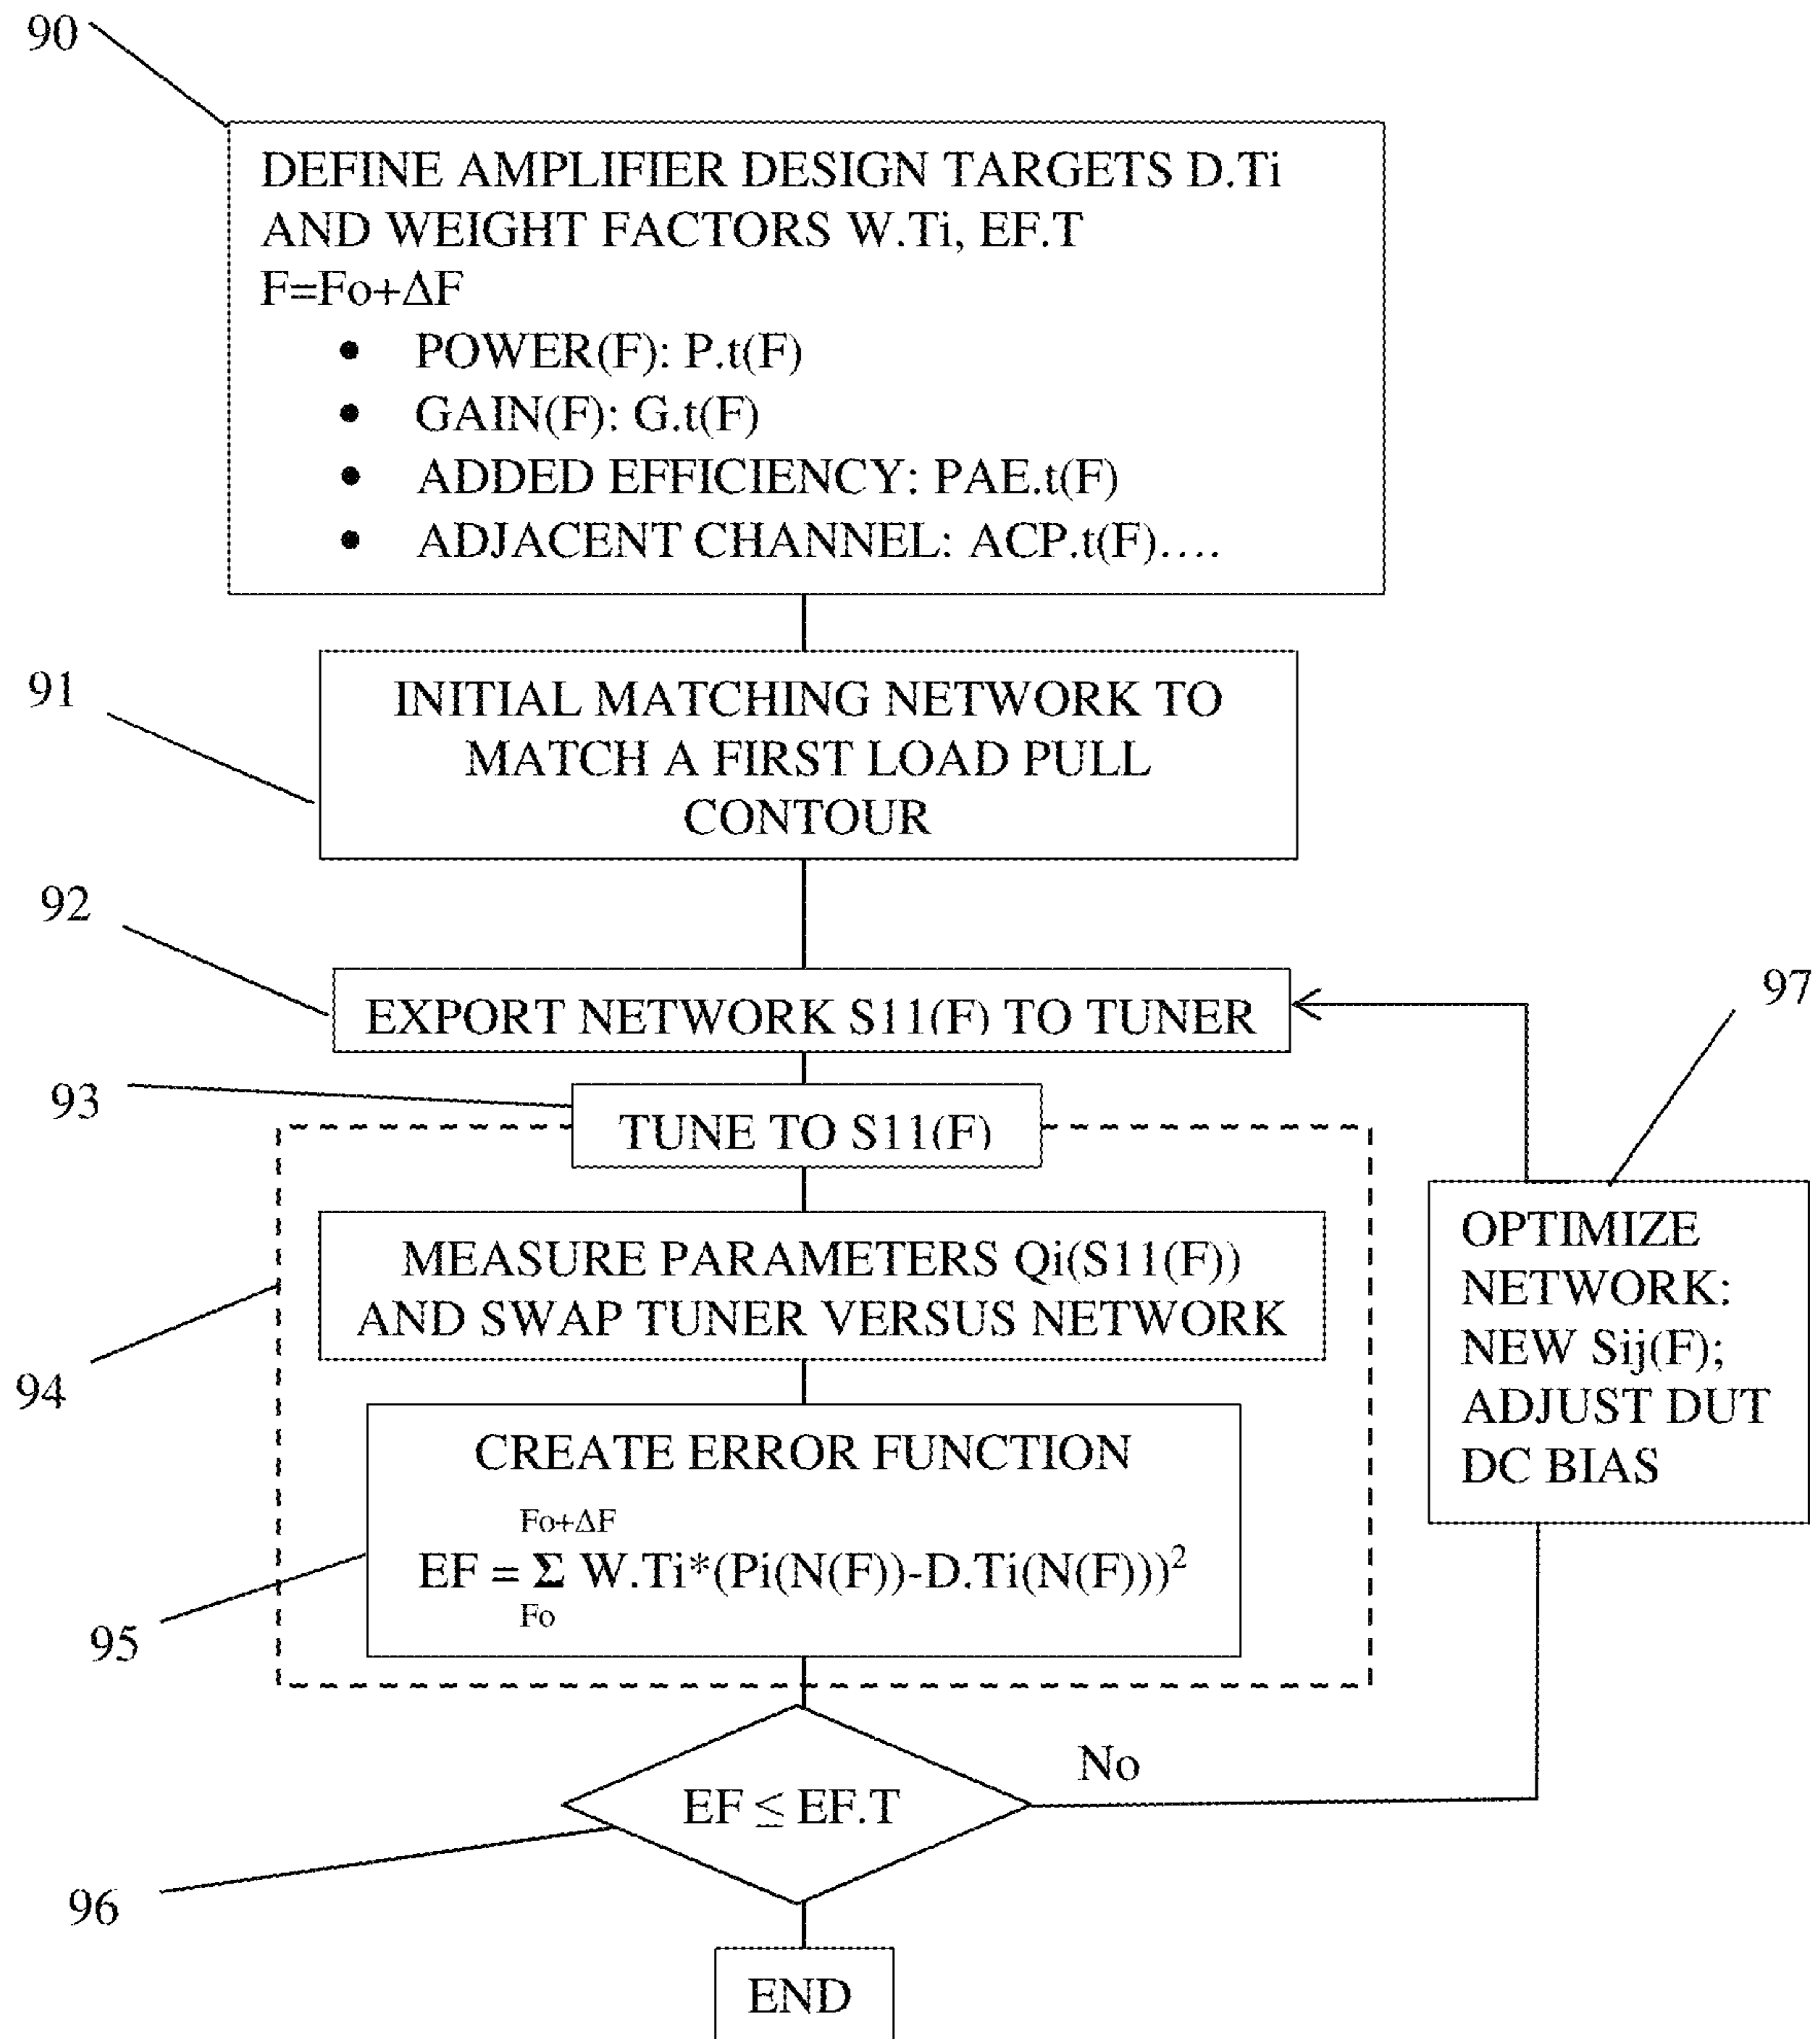 90
DEFINE AMPLIFIER DESIGN TARGETS D.Ti
AND WEIGHT FACTORS W.Ti, EF.T
F=Fo+ΔF
• POWER(F): P.t(F)
• GAIN(F): G.t(F)
• ADDED EFFICIENCY: PAE.t(F)
• ADJACENT CHANNEL: ACP.t(F)....
91
INITIAL MATCHING NETWORK TO
MATCH A FIRST LOAD PULL
CONTOUR
92
EXPORT NETWORK S11(F) TO TUNER
97
93
TUNE TO S11(F)
MEASURE PARAMETERS Qi(S11(F))
AND SWAP TUNER VERSUS NETWORK
94
OPTIMIZE
NETWORK:
NEW Sij(F);
ADJUST DUT
DC BIAS
CREATE ERROR FUNCTION
Fo+ΔF
EF = Σ W.Ti*(Pi(N(F))-D.Ti(N(F)))²
Fo
95
EF ≤ EF.T
No
96
END